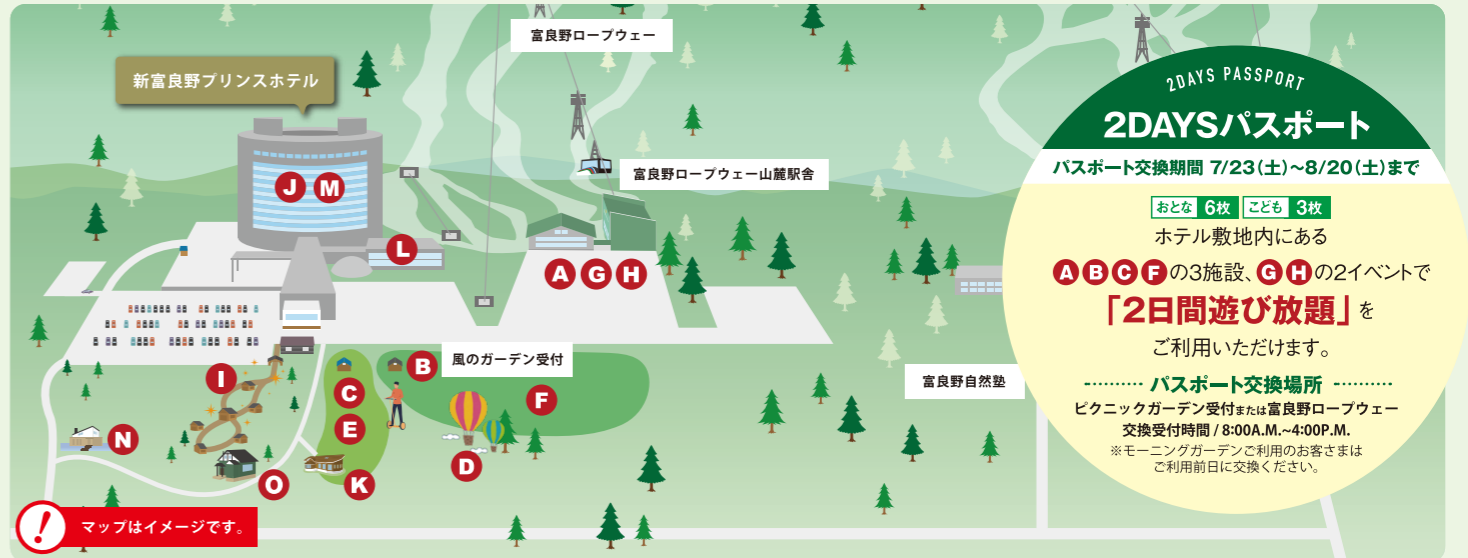 富良野ロープウェー
新富良野プリンスホテル
富良野ロープウェー山麓駅舎
J M
L
A G H
風のガーデン受付
B
I
C
F
E
富良野自然塾
N
D
O
K
! マップはイメージです。
2DAYS PASSPORT
2DAYSパスポート
パスポート交換期間 7/23(土)～8/20(土)まで
おとな 6枚 こども 3枚
ホテル敷地内にある
A B C Fの3施設、G Hの2イベントで
「2日間遊び放題」を
ご利用いただけます。
パスポート交換場所
ピクニックガーデン受付または富良野ロープウェー
交換受付時間 / 8:00A.M.~4:00P.M.
※モーニングガーデンご利用のお客さまは
ご利用前日に交換ください。